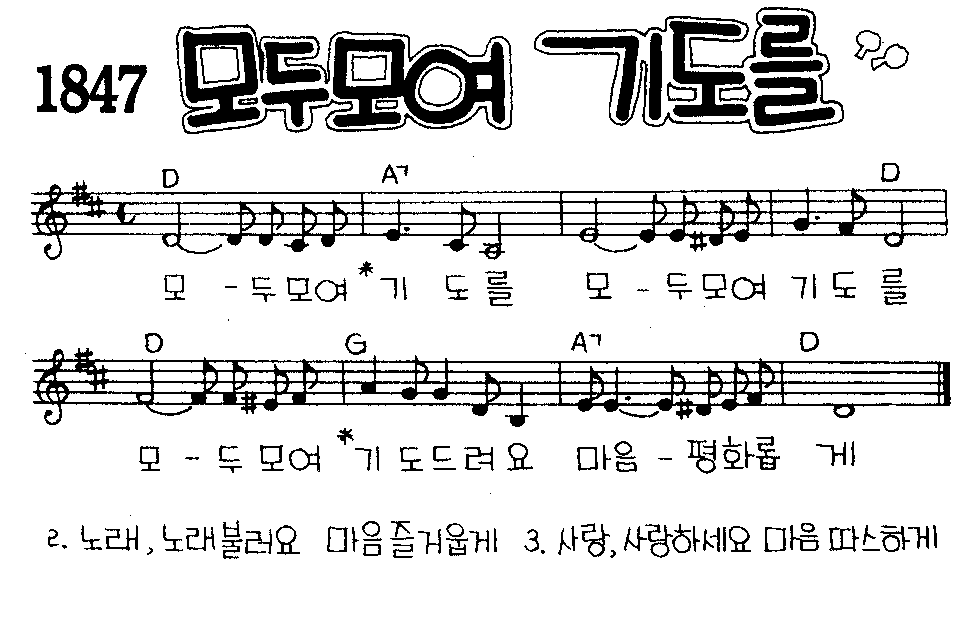 1847 모두모여 기도를
D A7 D
모 - 두 모여 *기 도 를 모 - 두 모여 기 도 를
D G A7 D
모 - 두 모여 *기 도 드 려 요 마음 - 평화롭 게
2. 노래, 노래불러요 마음 즐거웁게 3. 사랑, 사랑하세요 마음 따스하게